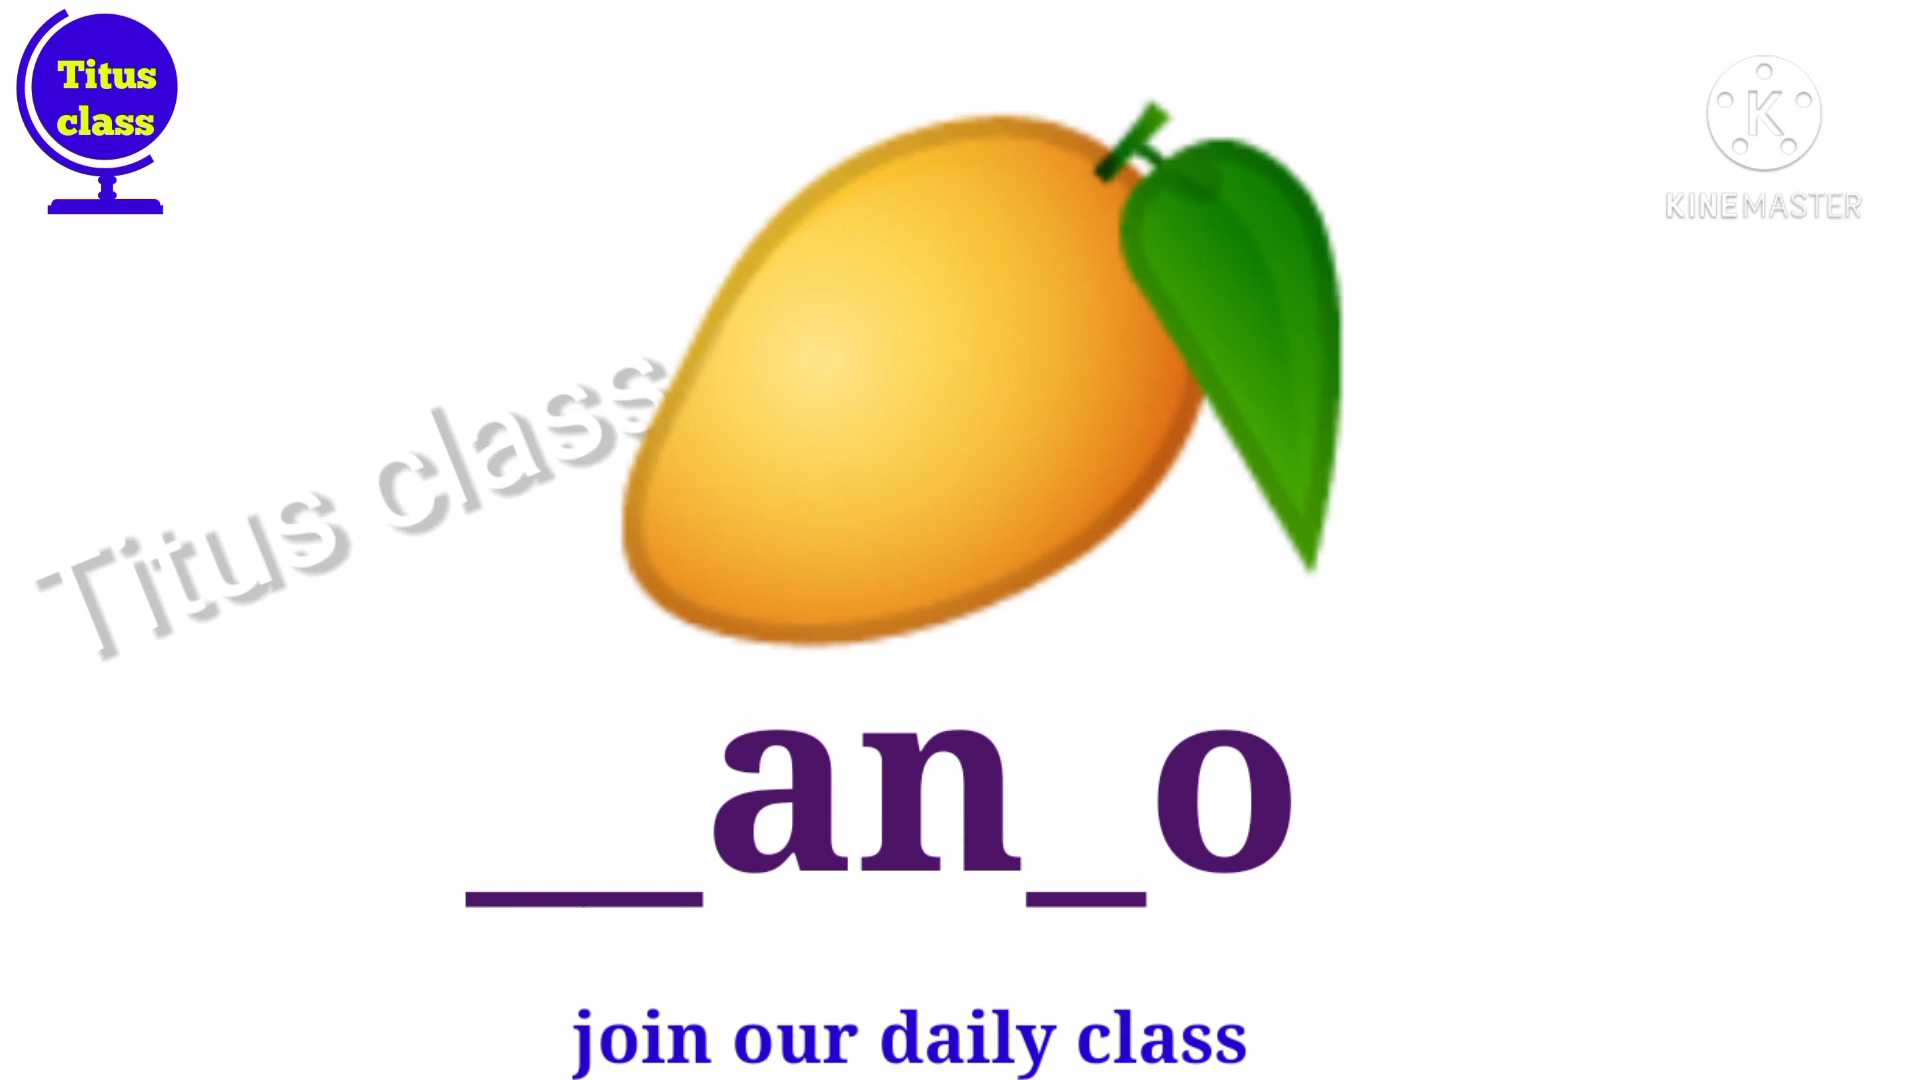 Titus
class
KINEMASTER
Titus class
__an_o
join our daily class